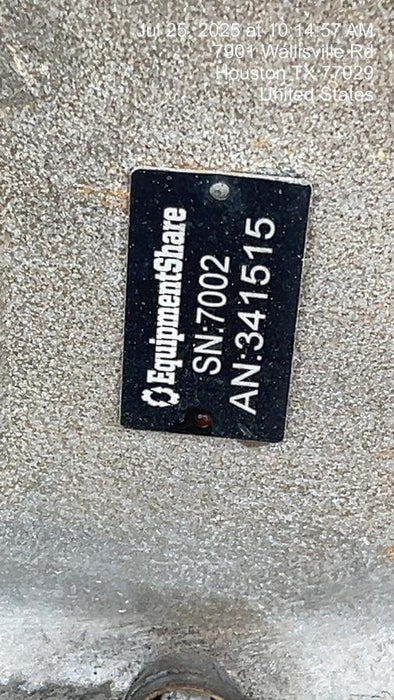 Jul 25, 2025 at 10:14:57 AM
7901 Wallisville Rd
Houston TX 77029
United States
EquipmentShare
SN:7002
AN:341515